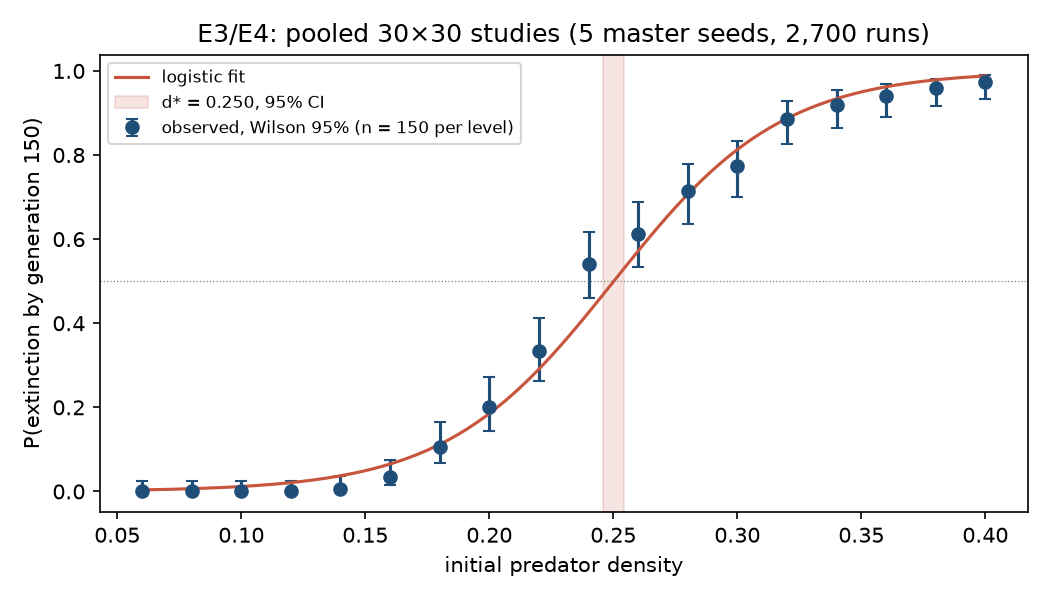 E3/E4: pooled 30×30 studies (5 master seeds, 2,700 runs)
logistic fit
d* = 0.250, 95% CI
observed, Wilson 95% (n = 150 per level)
P(extinction by generation 150)
1.0
0.8
0.6
0.4
0.2
0.0
0.05 0.10 0.15 0.20 0.25 0.30 0.35 0.40
initial predator density